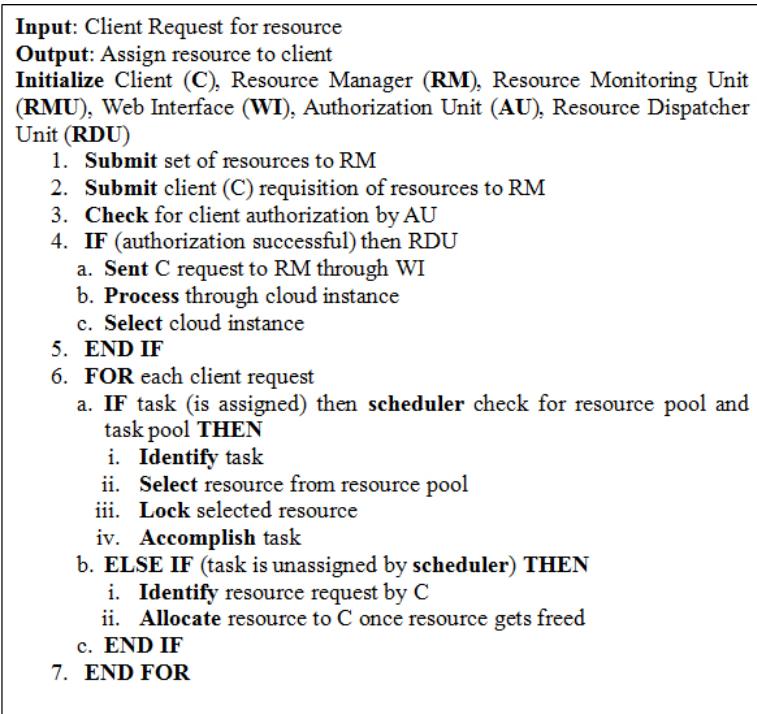 Input: Client Request for resource
Output: Assign resource to client
Initialize Client (C), Resource Manager (RM), Resource Monitoring Unit
(RMU), Web Interface (WI), Authorization Unit (AU), Resource Dispatcher
Unit (RDU)
1. Submit set of resources to RM
2. Submit client (C) requisition of resources to RM
3. Check for client authorization by AU
4. IF (authorization successful) then RDU
a. Sent C request to RM through WI
b. Process through cloud instance
c. Select cloud instance
5. END IF
6. FOR each client request
a. IF task (is assigned) then scheduler check for resource pool and
task pool THEN
i. Identify task
ii. Select resource from resource pool
iii. Lock selected resource
iv. Accomplish task
b. ELSE IF (task is unassigned by scheduler) THEN
i. Identify resource request by C
ii. Allocate resource to C once resource gets freed
c. END IF
7. END FOR